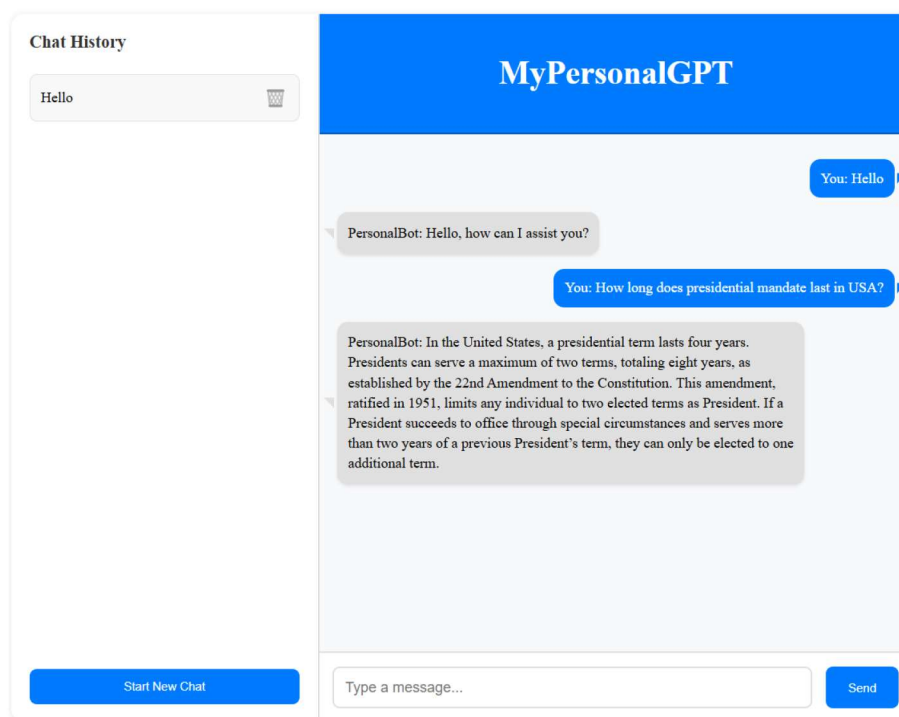 Chat History
Hello
Start New Chat
MyPersonalGPT
You: Hello
PersonalBot: Hello, how can I assist you?
You: How long does presidential mandate last in USA?
PersonalBot: In the United States, a presidential term lasts four years.
Presidents can serve a maximum of two terms, totaling eight years, as
established by the 22nd Amendment to the Constitution. This amendment,
ratified in 1951, limits any individual to two elected terms as President. If a
President succeeds to office through special circumstances and serves more
than two years of a previous President’s term, they can only be elected to one
additional term.
Type a message...
Send